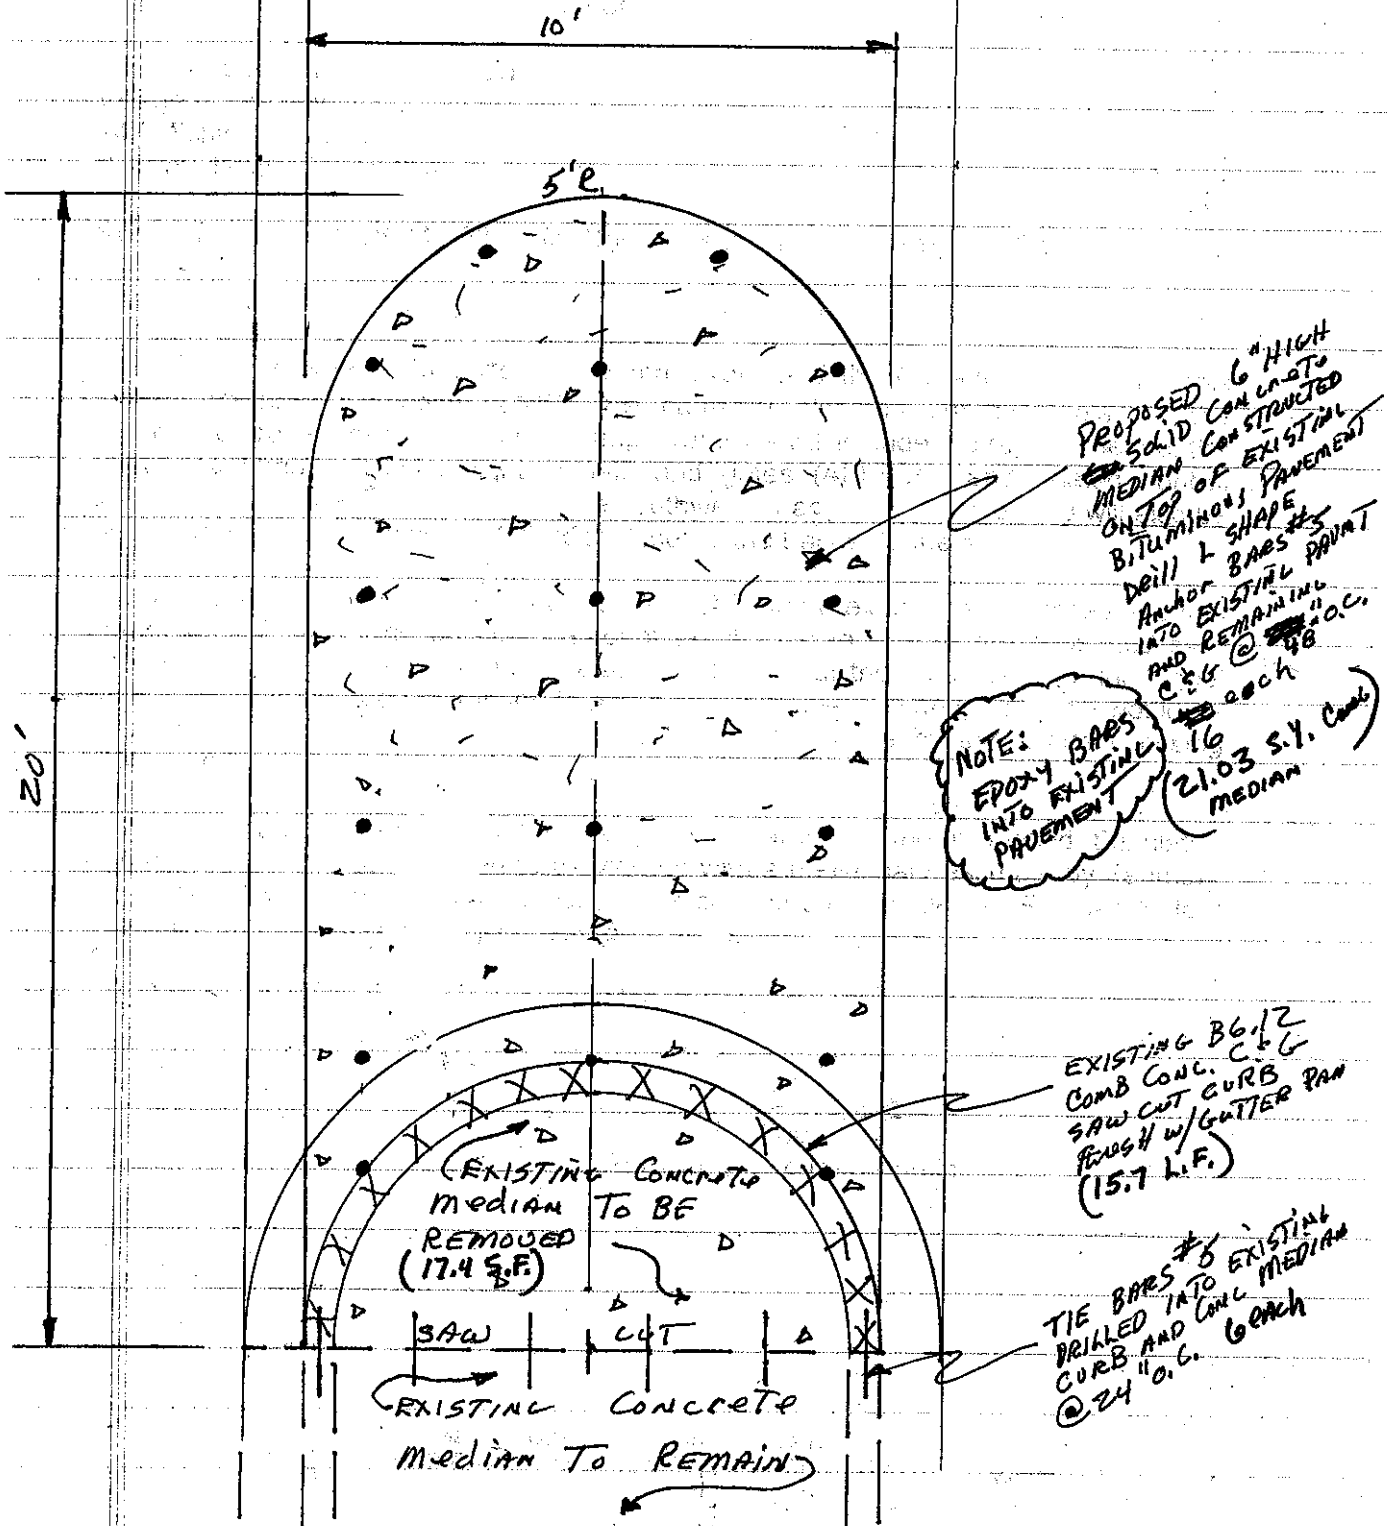 10'
5'R
20'
PROPOSED 6" HIGH
SOLID CONCRETE
MEDIAN CONSTRUCTED
ON TOP OF EXISTING
BITUMINOUS PAVEMENT
DRILL L SHAPE
ANCHOR BARS #5
INTO EXISTING PAVMT
AND REMAINING
C&G @ 48" O.C.
16 each
(21.03 S.Y. Conc
MEDIAN)
NOTE:
EPOXY BARS
INTO EXISTING
PAVEMENT
EXISTING B6.12
COMB CONC. C&G
SAW CUT CURB
FLUSH W/GUTTER PAN
(15.7 L.F.)
EXISTING CONCRETE
MEDIAN TO BE
REMOVED
(17.4 S.F.)
SAW CUT
TIE BARS #5
DRILLED INTO EXISTING
CURB AND CONC MEDIAN
@ 24" O.C. 6 each
EXISTING CONCRETE
MEDIAN TO REMAIN